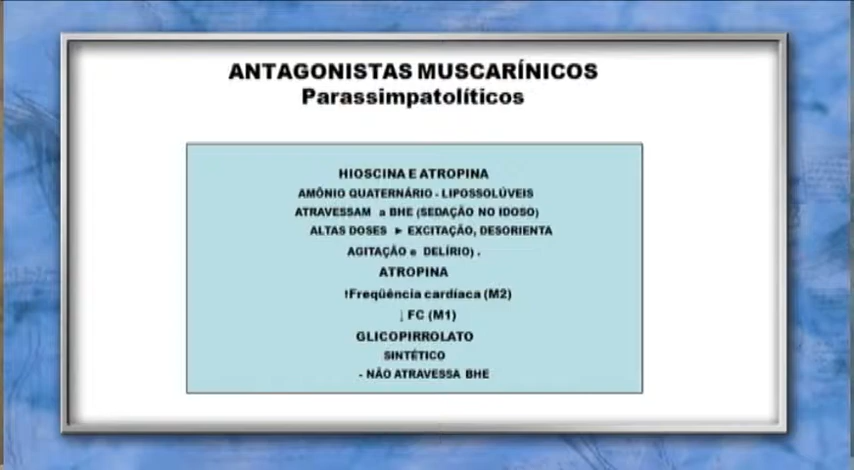 ANTAGONISTAS MUSCARÍNICOS
Parassimpatolíticos
HIOSCINA E ATROPINA
AMÔNIO QUATERNÁRIO - LIPOSSOLÚVEIS
ATRAVESSAM a BHE (SEDAÇÃO NO IDOSO)
ALTAS DOSES ► EXCITAÇÃO, DESORIENTA
AGITAÇÃO e DELÍRIO) .
ATROPINA
↑Freqüência cardíaca (M2)
↓ FC (M1)
GLICOPIRROLATO
SINTÉTICO
- NÃO ATRAVESSA BHE